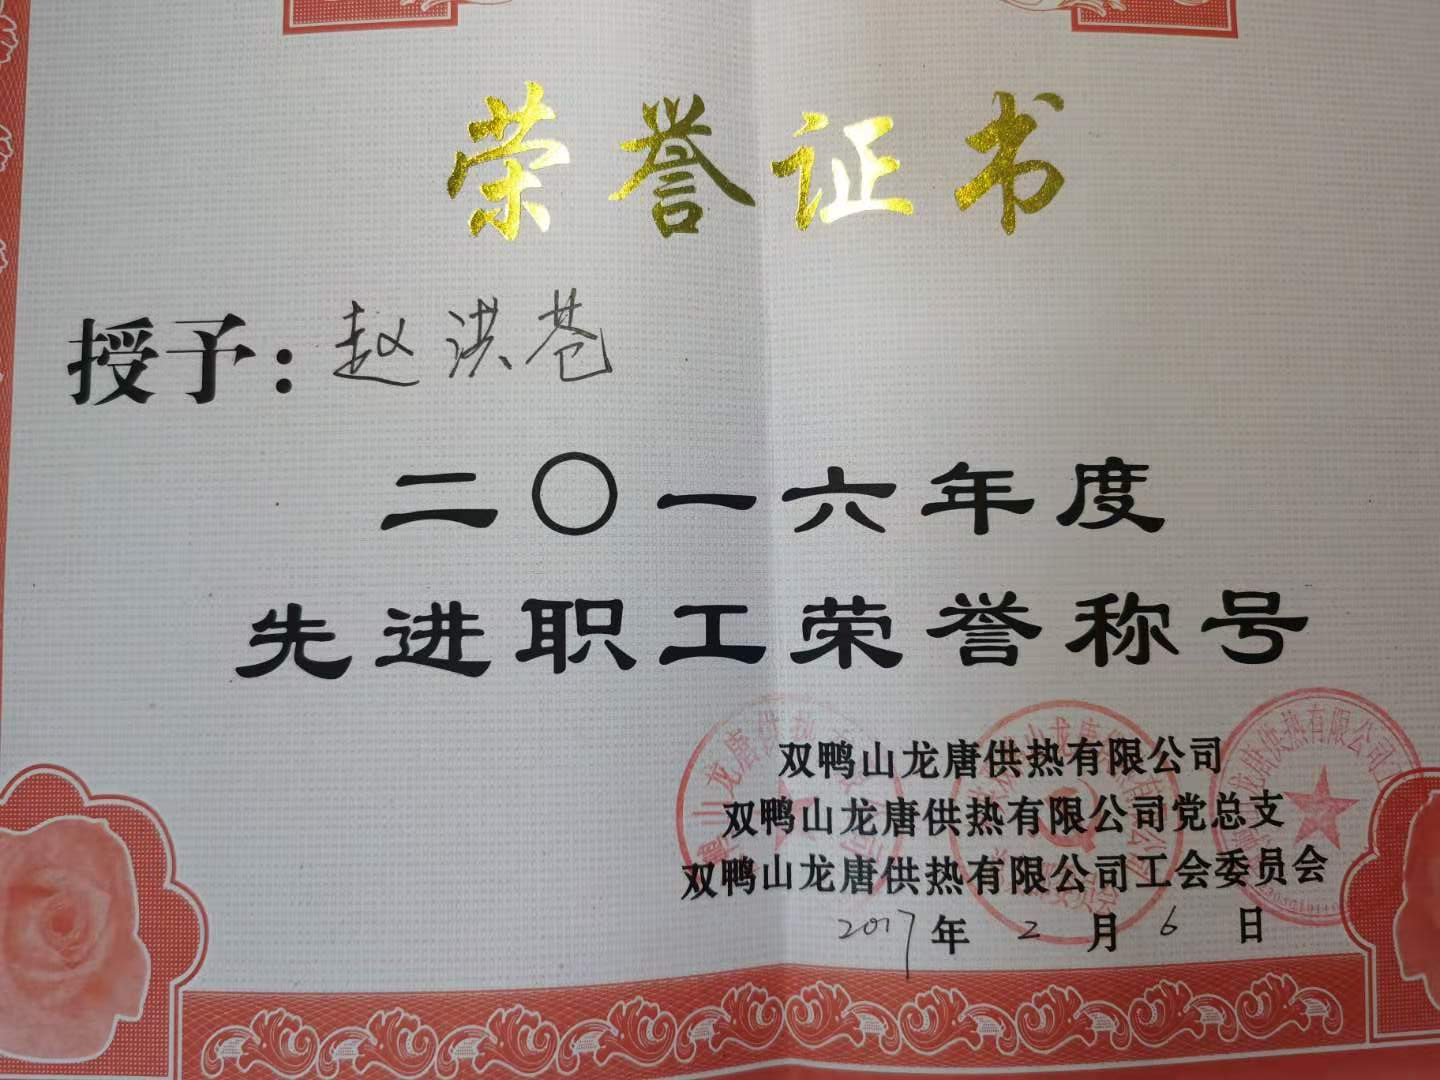 荣誉证书
授予：赵洪苍
二〇一六年度
先进职工荣誉称号
双鸭山龙唐供热有限公司
双鸭山龙唐供热有限公司党总支
双鸭山龙唐供热有限公司工会委员会
2017年2月6日